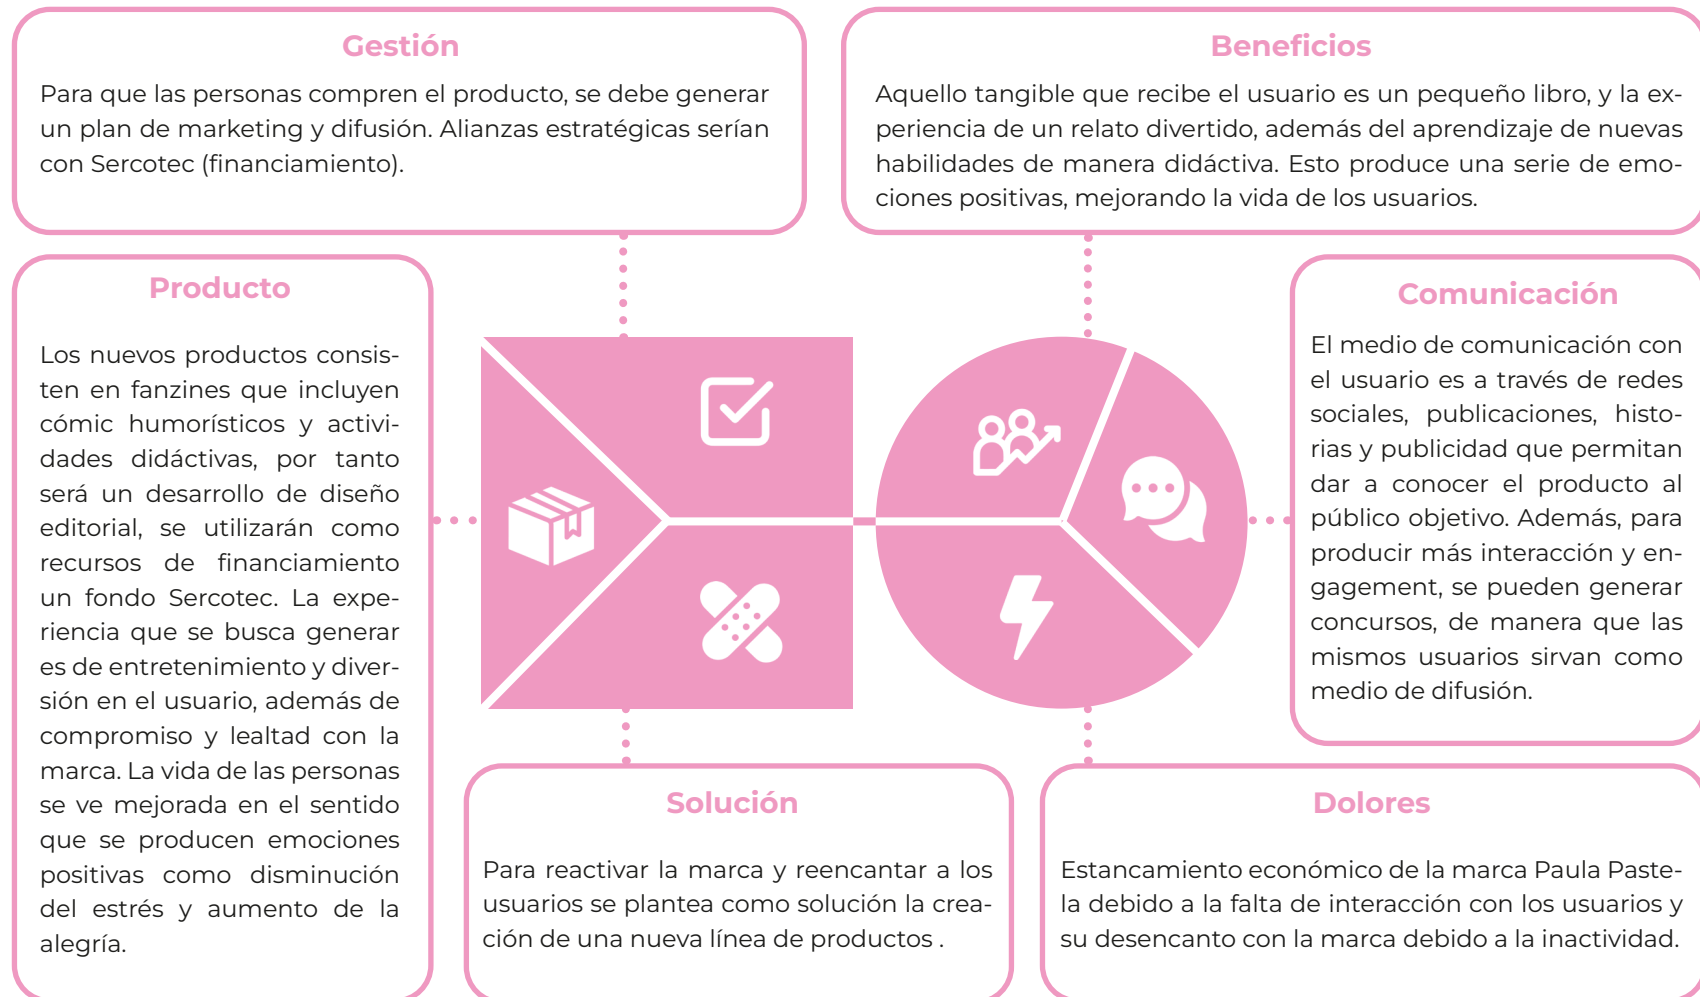 Gestión
Para que las personas compren el producto, se debe generar
un plan de marketing y difusión. Alianzas estratégicas serían
con Sercotec (financiamiento).
Beneficios
Aquello tangible que recibe el usuario es un pequeño libro, y la ex-
periencia de un relato divertido, además del aprendizaje de nuevas
habilidades de manera didáctiva. Esto produce una serie de emo-
ciones positivas, mejorando la vida de los usuarios.
Producto
Los nuevos productos consis-
ten en fanzines que incluyen
cómic humorísticos y activi-
dades didáctivas, por tanto
será un desarrollo de diseño
editorial, se utilizarán como
recursos de financiamiento
un fondo Sercotec. La expe-
riencia que se busca generar
es de entretenimiento y diver-
sión en el usuario, además de
compromiso y lealtad con la
marca. La vida de las personas
se ve mejorada en el sentido
que se producen emociones
positivas como disminución
del estrés y aumento de la
alegría.
Comunicación
El medio de comunicación con
el usuario es a través de redes
sociales, publicaciones, histo-
rias y publicidad que permitan
dar a conocer el producto al
público objetivo. Además, para
producir más interacción y en-
gagement, se pueden generar
concursos, de manera que las
mismos usuarios sirvan como
medio de difusión.
Solución
Para reactivar la marca y reencantar a los
usuarios se plantea como solución la crea-
ción de una nueva línea de productos .
Dolores
Estancamiento económico de la marca Paula Paste-
la debido a la falta de interacción con los usuarios y
su desencanto con la marca debido a la inactividad.